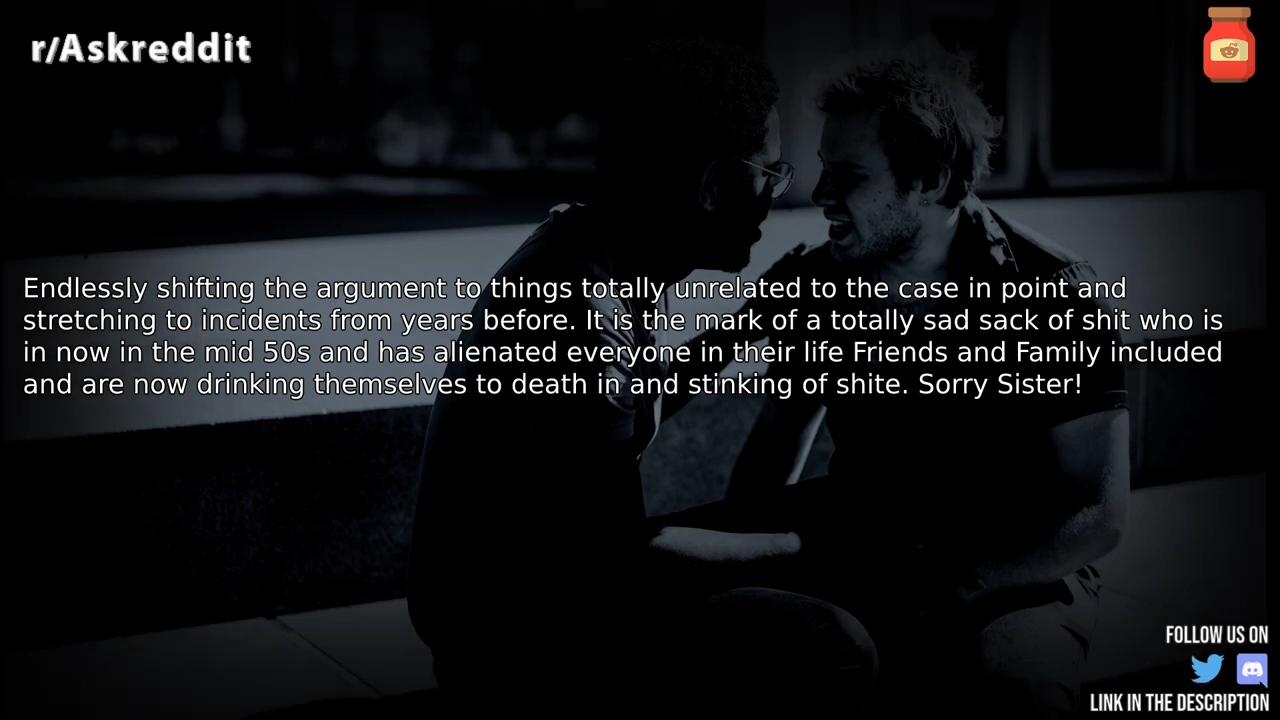 r/Askreddit
Endlessly shifting the argument to things totally unrelated to the case in point and
stretching to incidents from years before. It is the mark of a totally sad sack of shit who is
in now in the mid 50s and has alienated everyone in their life Friends and Family included
and are now drinking themselves to death in and stinking of shite. Sorry Sister!
FOLLOW US ON
LINK IN THE DESCRIPTION